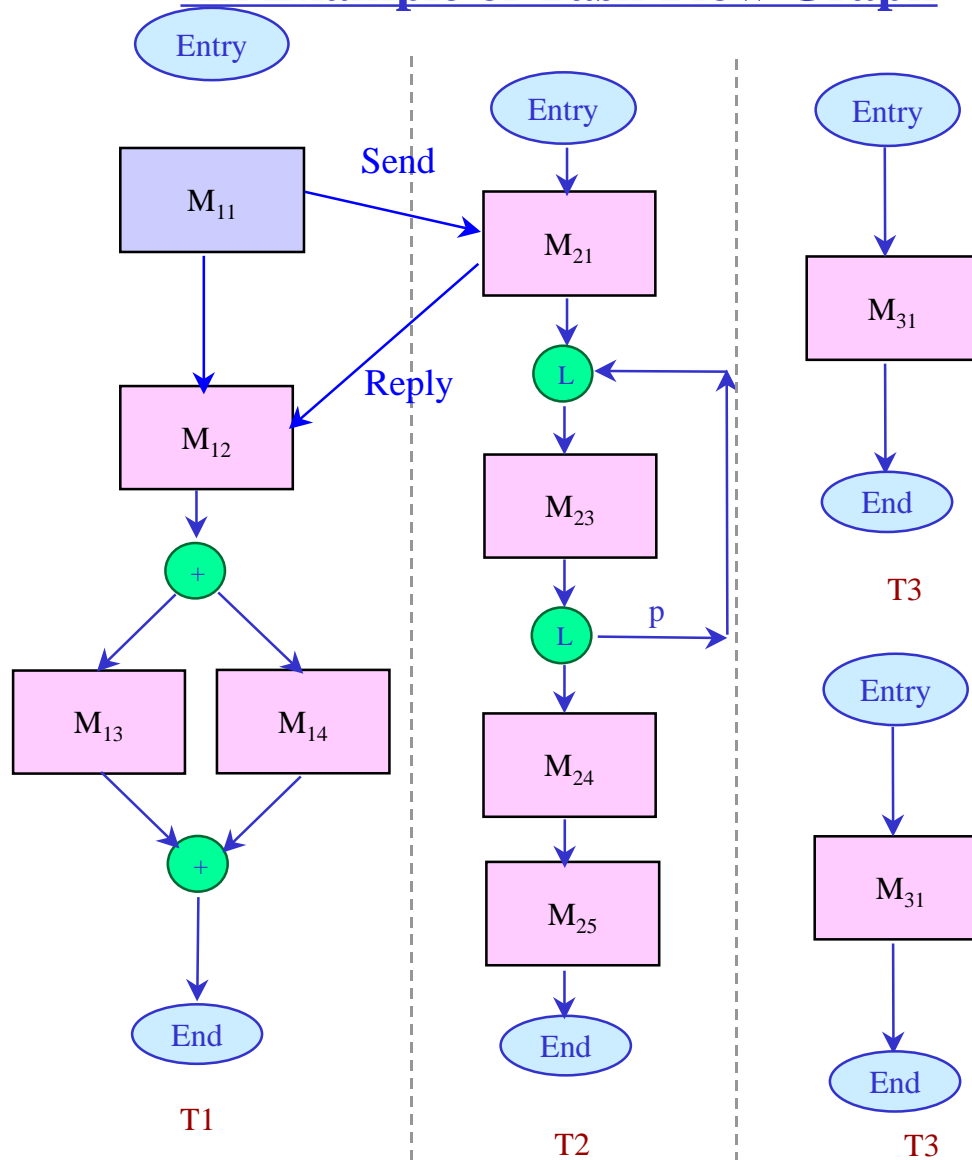 Entry
M11
Send
M12
Reply
+
M13
M14
+
End
T1
Entry
M21
L
M23
L
p
M24
M25
End
T2
Entry
M31
End
T3
Entry
M31
End
T3